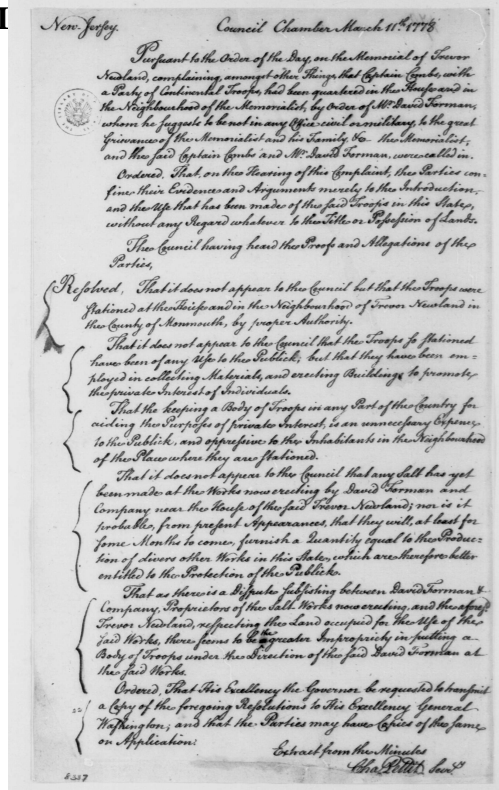 New-Jersey. Council Chamber March 11th. 1778
Pursuant to the Order of the Day, on the Memorial of Trevor
Newland, complaining, amongst other Things, that Captain Combs, with
a Party of Continental Troops, had been quartered in the House and in
the Neighbourhood of the Memorialist, by Order of Mr. David Forman,
whom he suggests to be not in any Office civil or military, to the great
Grievance of the Memorialist and his Family, &c. the Memorialist,
and the said Captain Combs and Mr. David Forman, were called in.
Ordered, That, on the Hearing of this Complaint, the Parties con-
fine their Evidence and Arguments merely to the Introduction,
and the Use that has been made of the said Troops in this State,
without any Regard whatever to the Title or Possession of Lands.
The Council having heard the Proofs and Allegations of the
Parties,
Resolved, That it does not appear to the Council but that the Troops were
stationed at the House and in the Neighbourhood of Trevor Newland in
the County of Monmouth, by proper Authority.
That it does not appear to the Council that the Troops so stationed
have been of any Use to the Publick; but that they have been em-
ployed in collecting Materials, and erecting Buildings to promote
the private Interest of Individuals.
That the keeping a Body of Troops in any Part of the Country for
aiding the Purposes of private Interest, is an unnecessary Expence
to the Publick, and oppressive to the Inhabitants in the Neighbourhood
of the Place where they are stationed.
That it does not appear to the Council that any Salt has yet
been made at the Works now erecting by David Forman and
Company near the House of the said Trevor Newland; nor is it
probable, from present Appearances, that they will, at least for
some Months to come, furnish a Quantity equal to the Produc-
tion of divers other Works in this State, which are therefore better
entitled to the Protection of the Publick.
That as there is a Dispute subsisting between David Forman &
Company, Proprietors of the Salt Works now erecting, and the afores.d
Trevor Newland, respecting the Land occupied for the Use of the
said Works, there seems to be the greater Impropriety in putting a
Body of Troops under the Direction of the said David Forman at
the said Works.
Ordered, That His Excellency the Governor be requested to transmit
a Copy of the foregoing Resolutions to His Excellency General
Washington; and that the Parties may have Copies of the same
on Application.
Extract from the Minutes
Cha. Pettit Secy.